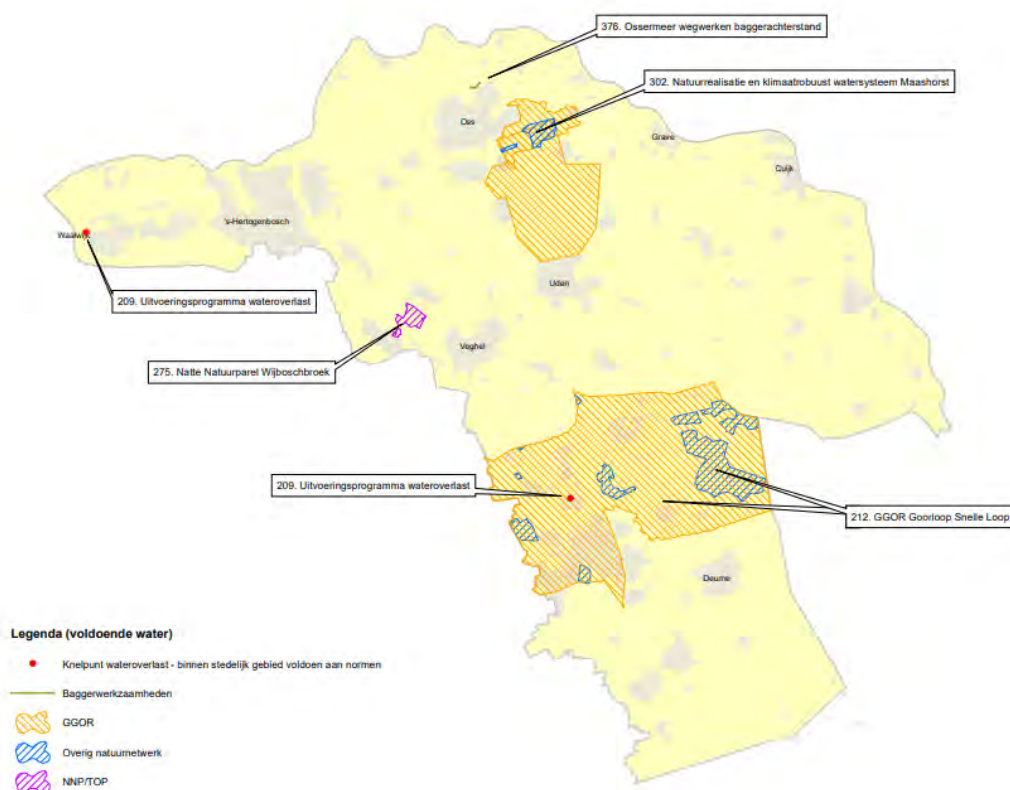 376. Ossermeer wegwerken baggerachterstand
302. Natuurrealisatie en klimaatrobuust watersysteem Maashorst
Oss
Grave
Cuijk
's-Hertogenbosch
Waalwijk
209. Uitvoeringsprogramma wateroverlast
Uden
275. Natte Natuurparel Wijboschbroek
Veghel
209. Uitvoeringsprogramma wateroverlast
212. GGOR Goorloop Snelle Loop
Deurne
Legenda (voldoende water)
Knelpunt wateroverlast - binnen stedelijk gebied voldoen aan normen
Baggerwerkzaamheden
GGOR
Overig natuurnetwerk
NNP/TOP